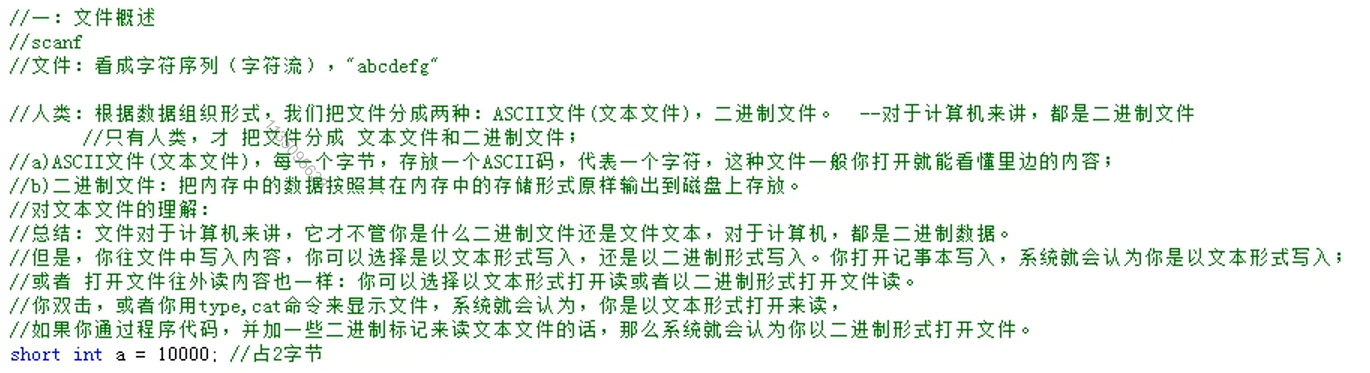 //一: 文件概述
//scanf
//文件: 看成字符序列（字符流）, "abcdefg"
//人类: 根据数据组织形式, 我们把文件分成两种: ASCII文件(文本文件), 二进制文件。 --对于计算机来讲, 都是二进制文件
//只有人类, 才 把文件分成 文本文件和二进制文件;
//a)ASCII文件(文本文件), 每一个字节, 存放一个ASCII码, 代表一个字符, 这种文件一般你打开就能看懂里边的内容;
//b)二进制文件: 把内存中的数据按照其在内存中的存储形式原样输出到磁盘上存放。
//对文本文件的理解:
//总结: 文件对于计算机来讲, 它才不管你是什么二进制文件还是文件文本, 对于计算机, 都是二进制数据。
//但是, 你往文件中写入内容, 你可以选择是以文本形式写入, 还是以二进制形式写入。你打开记事本写入, 系统就会认为你是以文本形式写入;
//或者 打开文件往外读内容也一样: 你可以选择以文本形式打开读或者以二进制形式打开文件读。
//你双击, 或者你用type,cat命令来显示文件, 系统就会认为, 你是以文本形式打开来读,
//如果你通过程序代码, 并加一些二进制标记来读文本文件的话, 那么系统就会认为你以二进制形式打开文件。
short int a = 10000; //占2字节